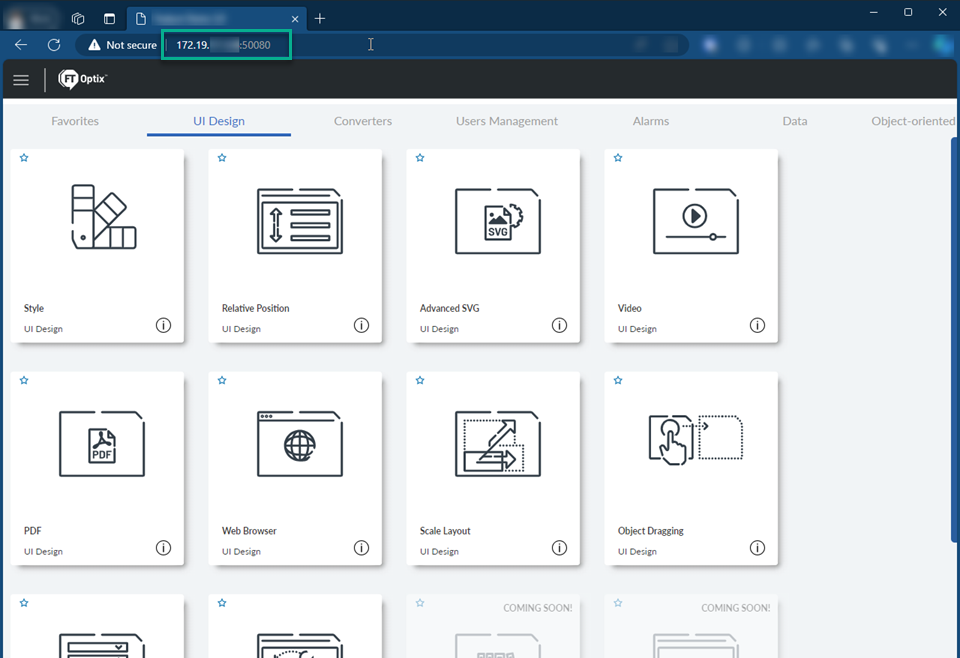 Not secure 172.19. :50080
FT Optix
Favorites UI Design Converters Users Management Alarms Data Object-oriented
SVG
Style Relative Position Advanced SVG Video
UI Design UI Design UI Design UI Design
PDF
PDF Web Browser Scale Layout Object Dragging
UI Design UI Design UI Design UI Design
COMING SOON! COMING SOON!